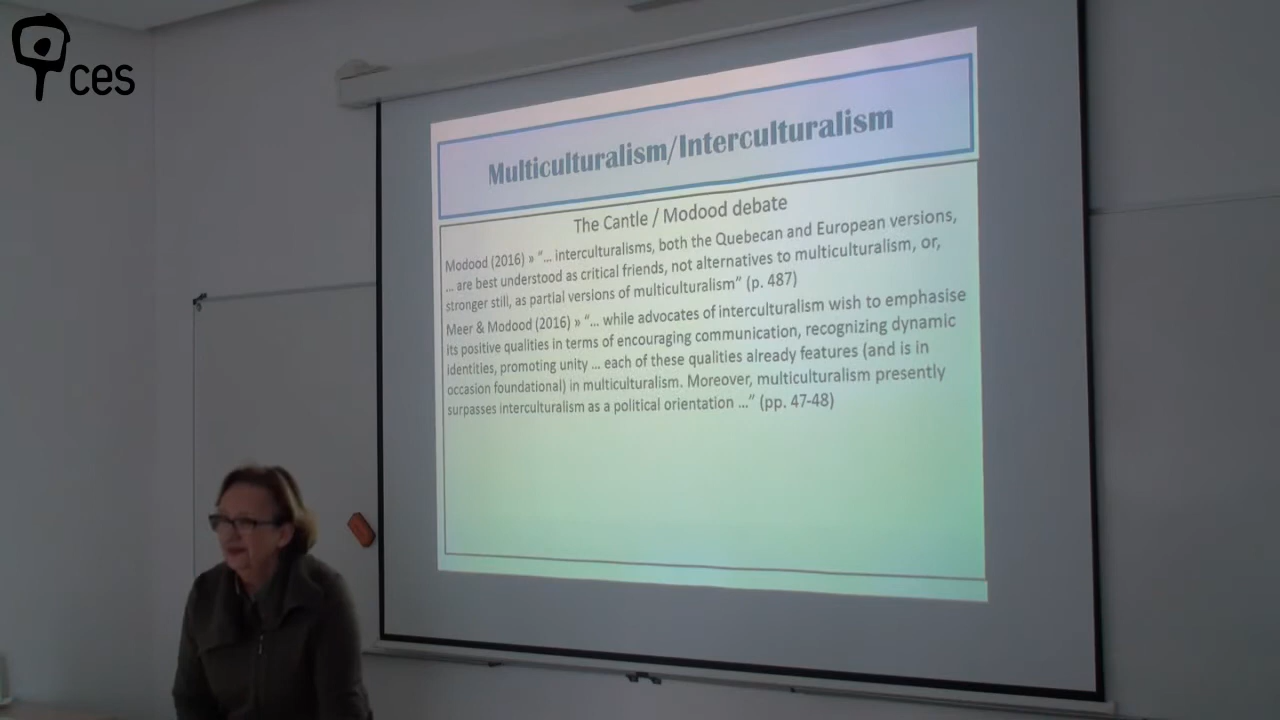 ces
Multiculturalism/Interculturalism
The Cantle / Modood debate
Modood (2016) » “... interculturalisms, both the Quebecan and European versions,
... are best understood as critical friends, not alternatives to multiculturalism, or,
stronger still, as partial versions of multiculturalism” (p. 487)
Meer & Modood (2016) » “... while advocates of interculturalism wish to emphasise
its positive qualities in terms of encouraging communication, recognizing dynamic
identities, promoting unity ... each of these qualities already features (and is in
occasion foundational) in multiculturalism. Moreover, multiculturalism presently
surpasses interculturalism as a political orientation ...” (pp. 47-48)